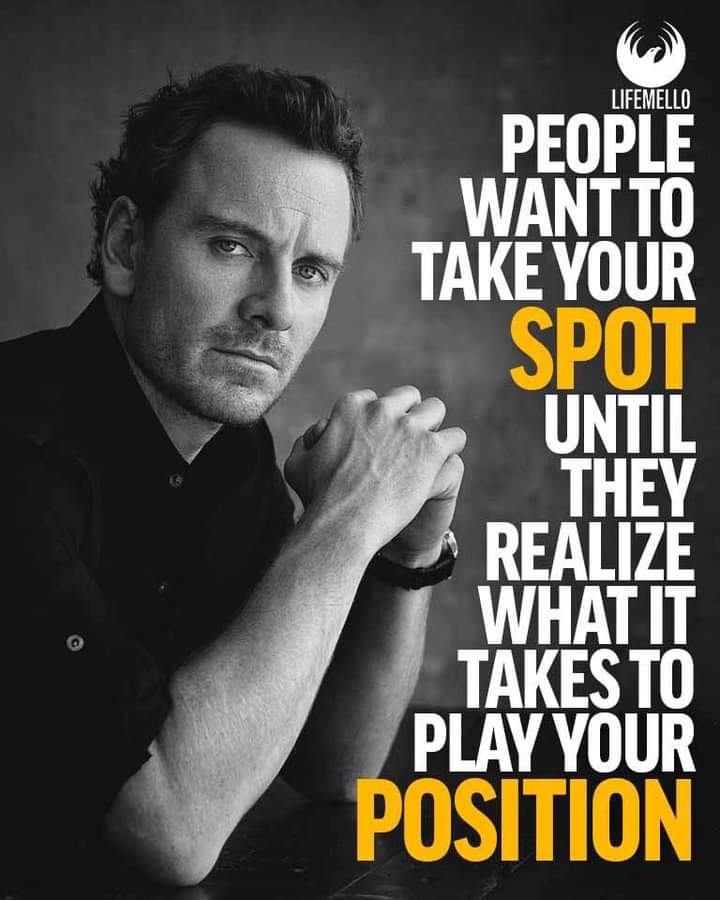 LIFEMELLO
PEOPLE
WANT TO
TAKE YOUR
SPOT
UNTIL
THEY
REALIZE
WHAT IT
TAKES TO
PLAY YOUR
POSITION